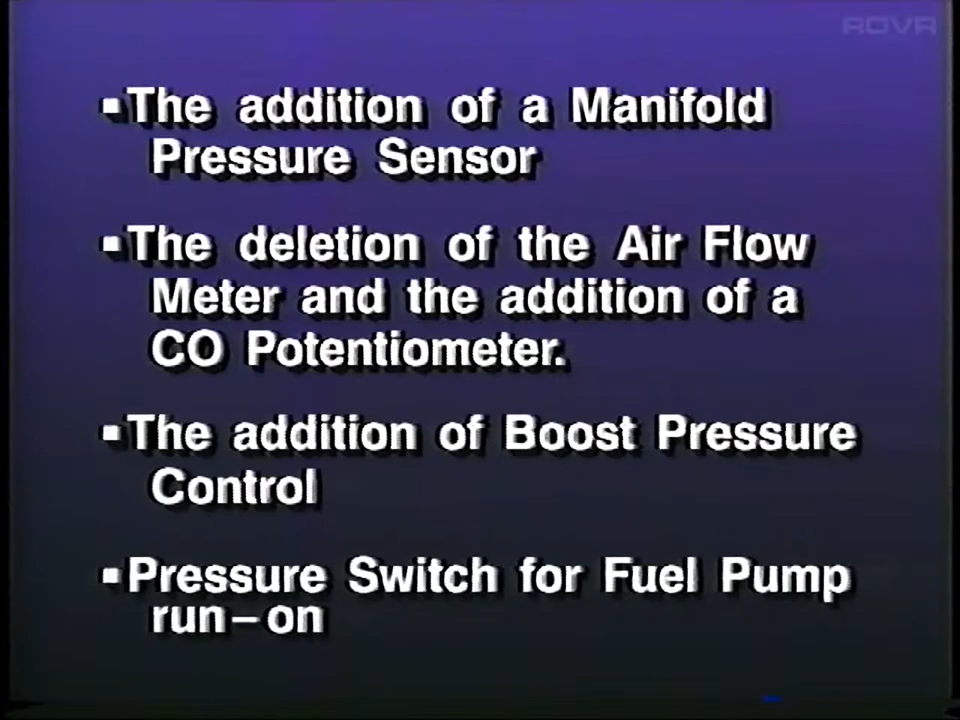 ROVR
▪The addition of a Manifold
Pressure Sensor
▪The deletion of the Air Flow
Meter and the addition of a
CO Potentiometer.
▪The addition of Boost Pressure
Control
▪Pressure Switch for Fuel Pump
run–on